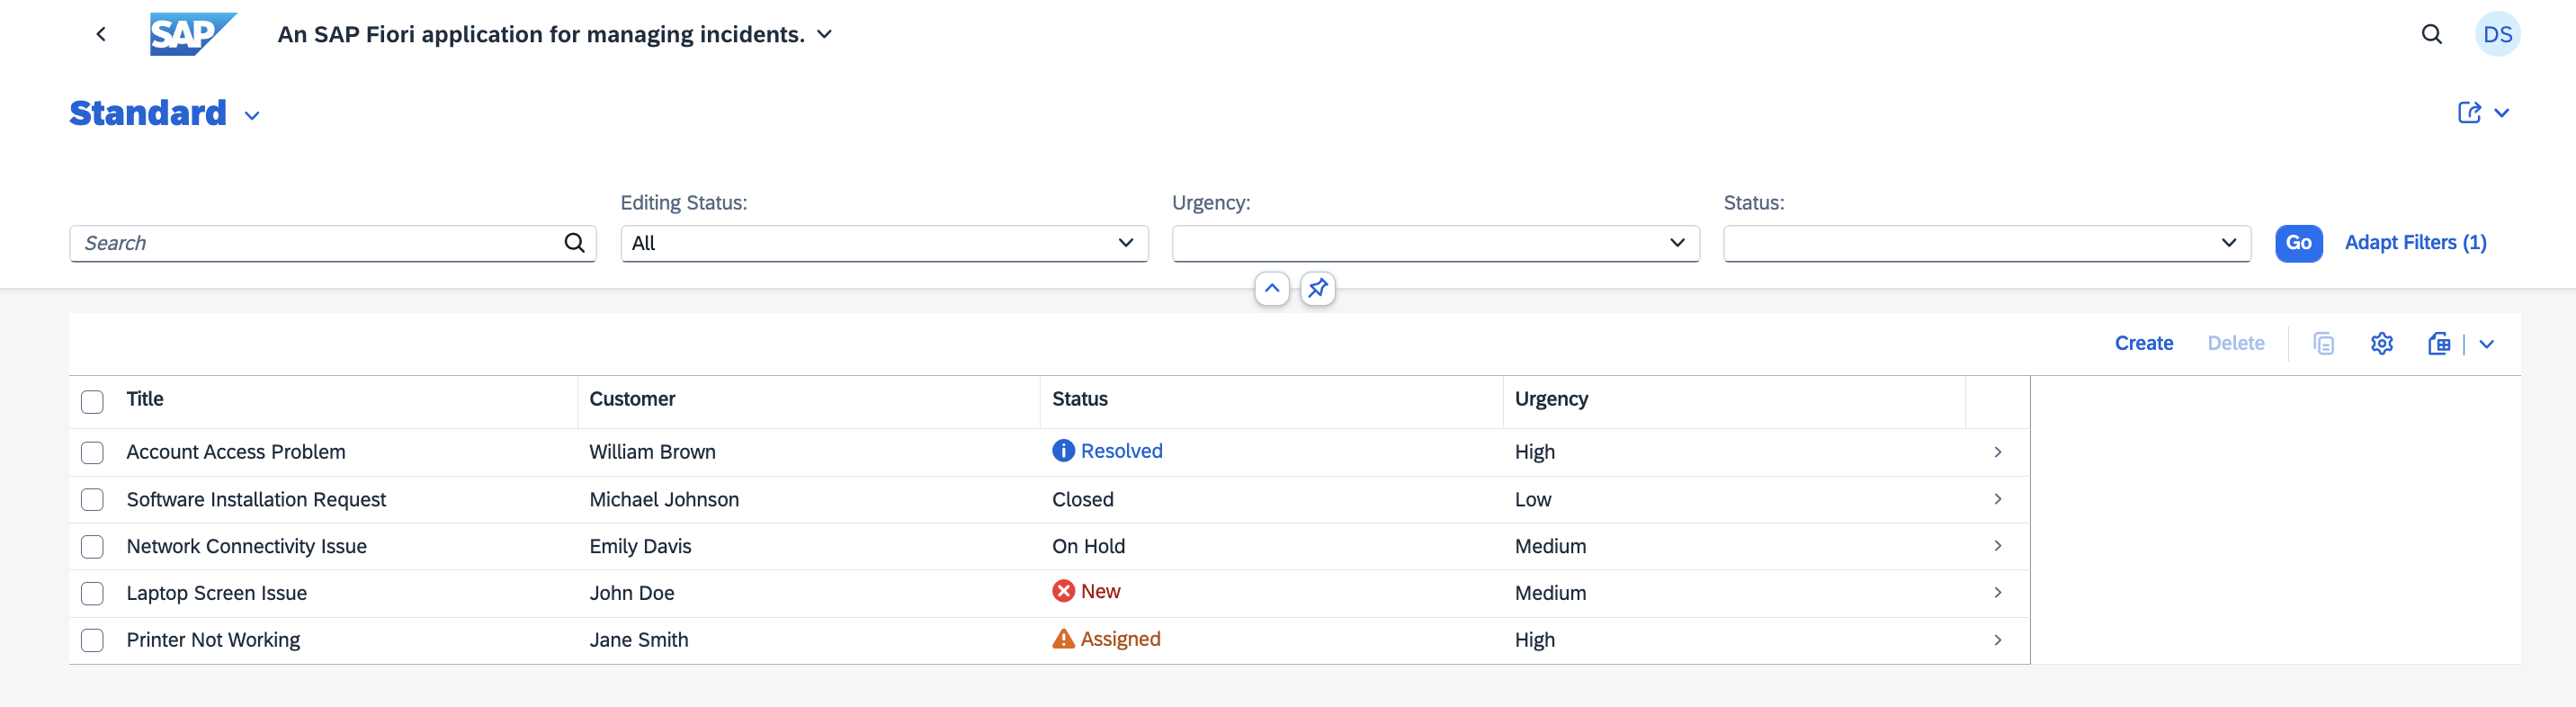 SAP An SAP Fiori application for managing incidents. DS
Standard
Editing Status: Urgency: Status:
Search All Go Adapt Filters (1)
Create Delete
Title Customer Status Urgency
Account Access Problem William Brown Resolved High
Software Installation Request Michael Johnson Closed Low
Network Connectivity Issue Emily Davis On Hold Medium
Laptop Screen Issue John Doe New Medium
Printer Not Working Jane Smith Assigned High